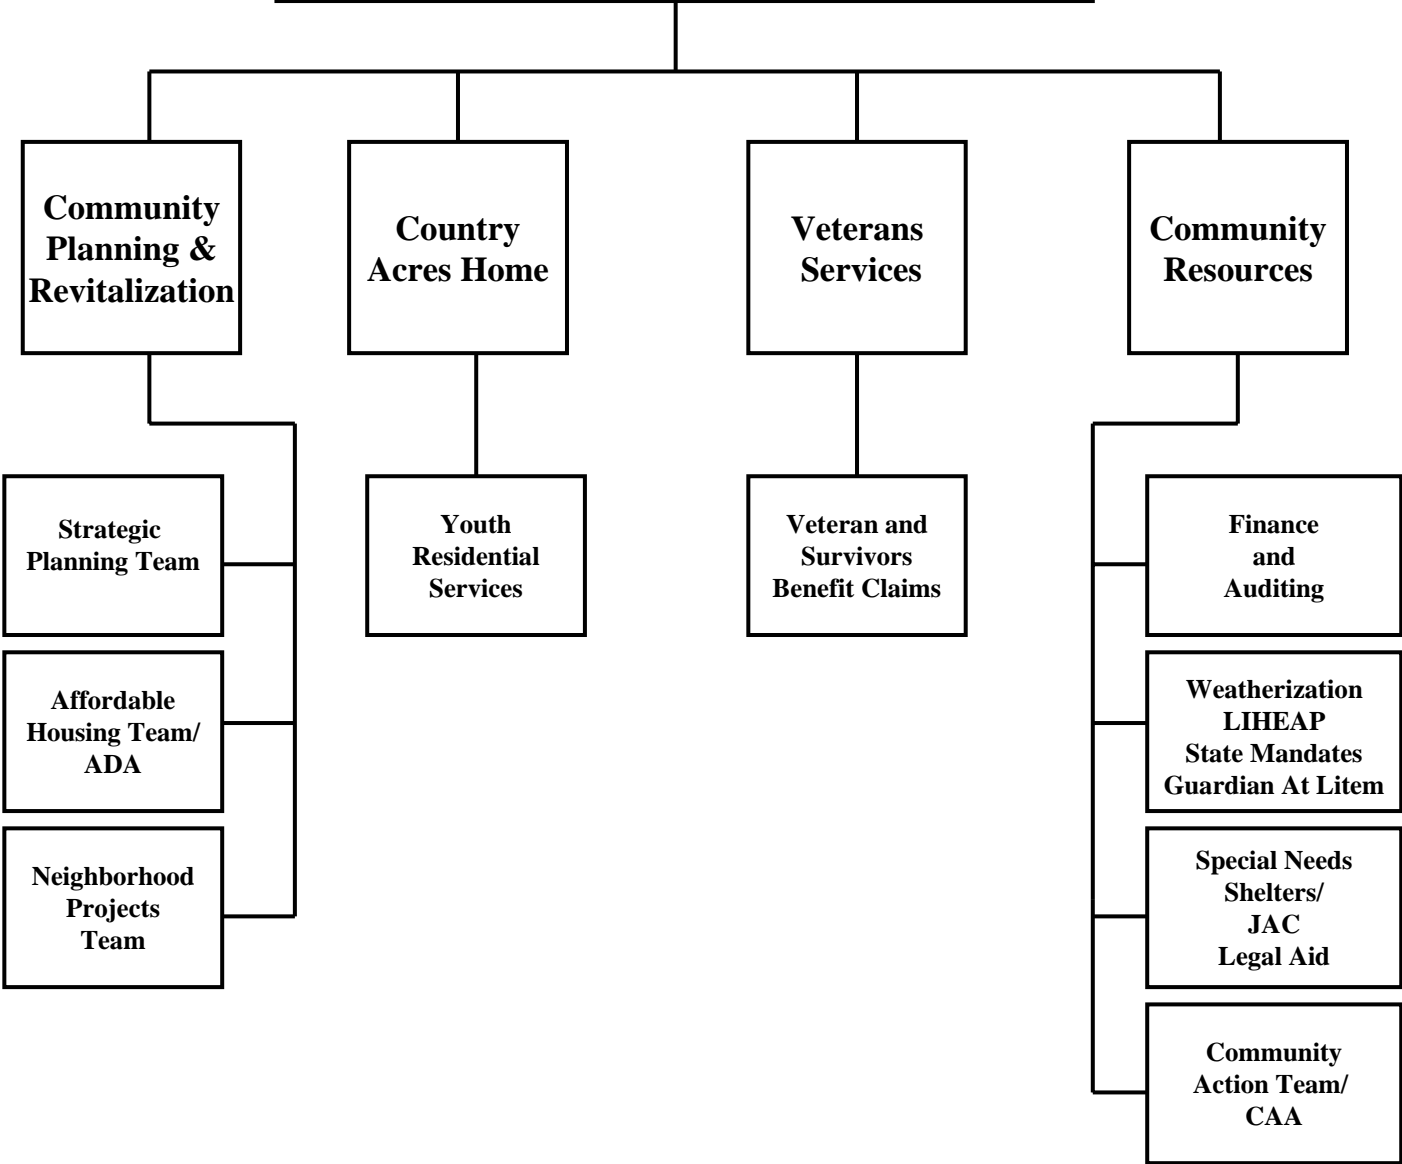 Community
Planning &
Revitalization
Country
Acres Home
Veterans
Services
Community
Resources
Strategic
Planning Team
Youth
Residential
Services
Veteran and
Survivors
Benefit Claims
Finance
and
Auditing
Affordable
Housing Team/
ADA
Weatherization
LIHEAP
State Mandates
Guardian At Litem
Neighborhood
Projects
Team
Special Needs
Shelters/
JAC
Legal Aid
Community
Action Team/
CAA